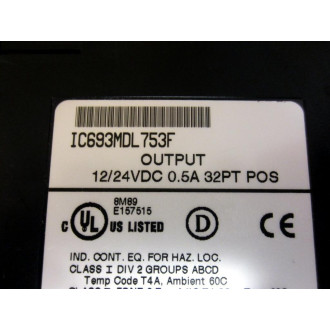 IC693MDL753F
OUTPUT
12/24VDC 0.5A 32PT POS
8M89
E157515
C UL US LISTED D
IND. CONT. EQ. FOR HAZ. LOC.
CLASS I DIV 2 GROUPS ABCD
Temp Code T4A, Ambient 60C